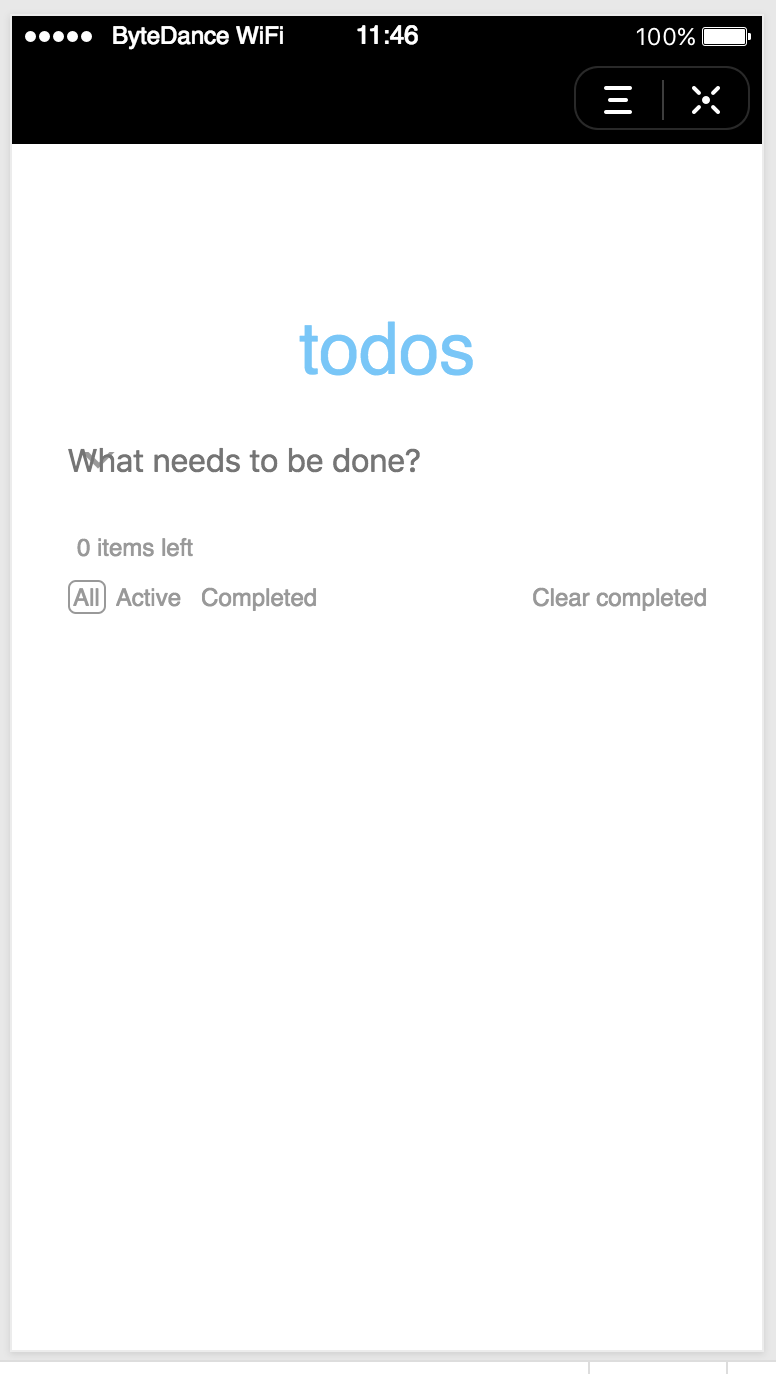 ByteDance WiFi 11:46 100%
todos
What needs to be done?
0 items left
All Active Completed Clear completed